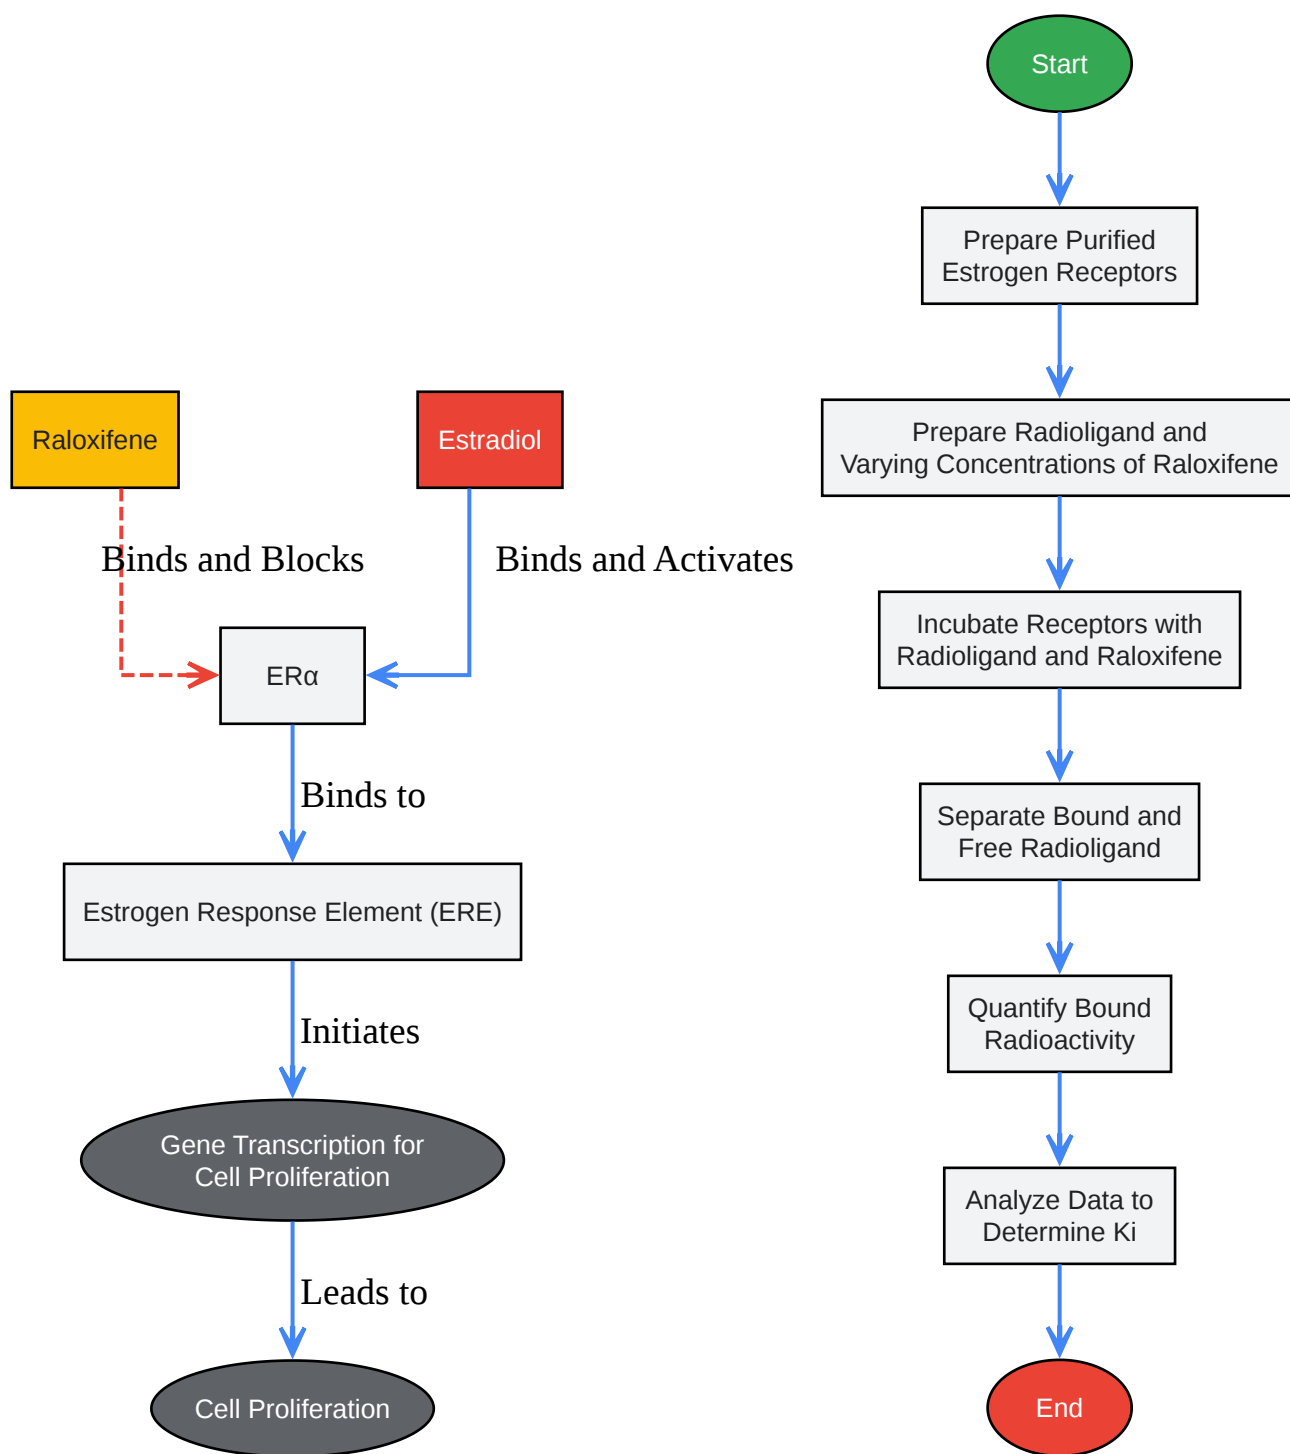 Raloxifene
Estradiol
Binds and Blocks
Binds and Activates
ERα
Binds to
Estrogen Response Element (ERE)
Initiates
Gene Transcription for
Cell Proliferation
Leads to
Cell Proliferation
Start
Prepare Purified
Estrogen Receptors
Prepare Radioligand and
Varying Concentrations of Raloxifene
Incubate Receptors with
Radioligand and Raloxifene
Separate Bound and
Free Radioligand
Quantify Bound
Radioactivity
Analyze Data to
Determine Ki
End